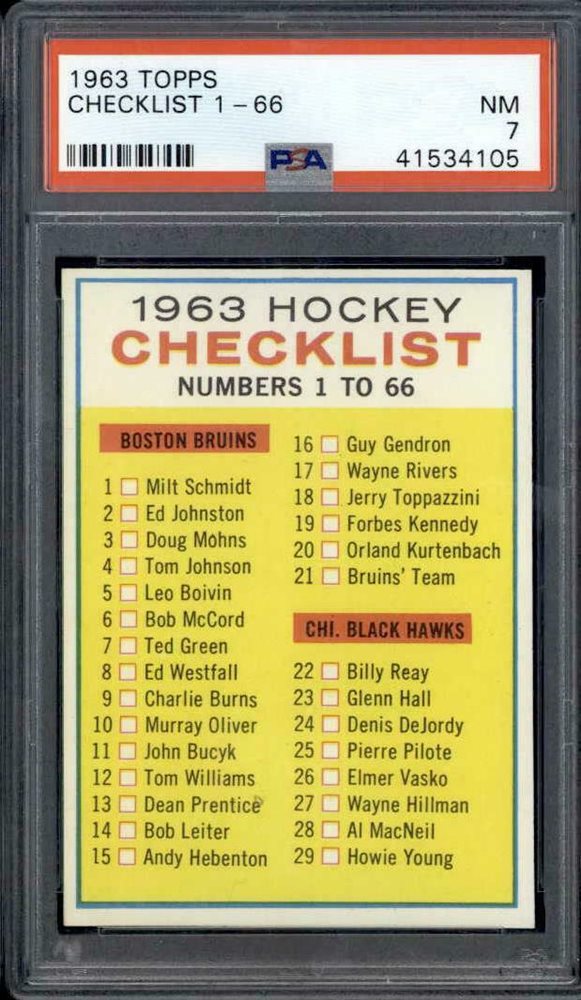 1963 TOPPS
CHECKLIST 1 – 66
NM
7
PSA
41534105
1963 HOCKEY
CHECKLIST
NUMBERS 1 TO 66
BOSTON BRUINS
1 Milt Schmidt
2 Ed Johnston
3 Doug Mohns
4 Tom Johnson
5 Leo Boivin
6 Bob McCord
7 Ted Green
8 Ed Westfall
9 Charlie Burns
10 Murray Oliver
11 John Bucyk
12 Tom Williams
13 Dean Prentice
14 Bob Leiter
15 Andy Hebenton
16 Guy Gendron
17 Wayne Rivers
18 Jerry Toppazzini
19 Forbes Kennedy
20 Orland Kurtenbach
21 Bruins' Team
CHI. BLACK HAWKS
22 Billy Reay
23 Glenn Hall
24 Denis DeJordy
25 Pierre Pilote
26 Elmer Vasko
27 Wayne Hillman
28 Al MacNeil
29 Howie Young